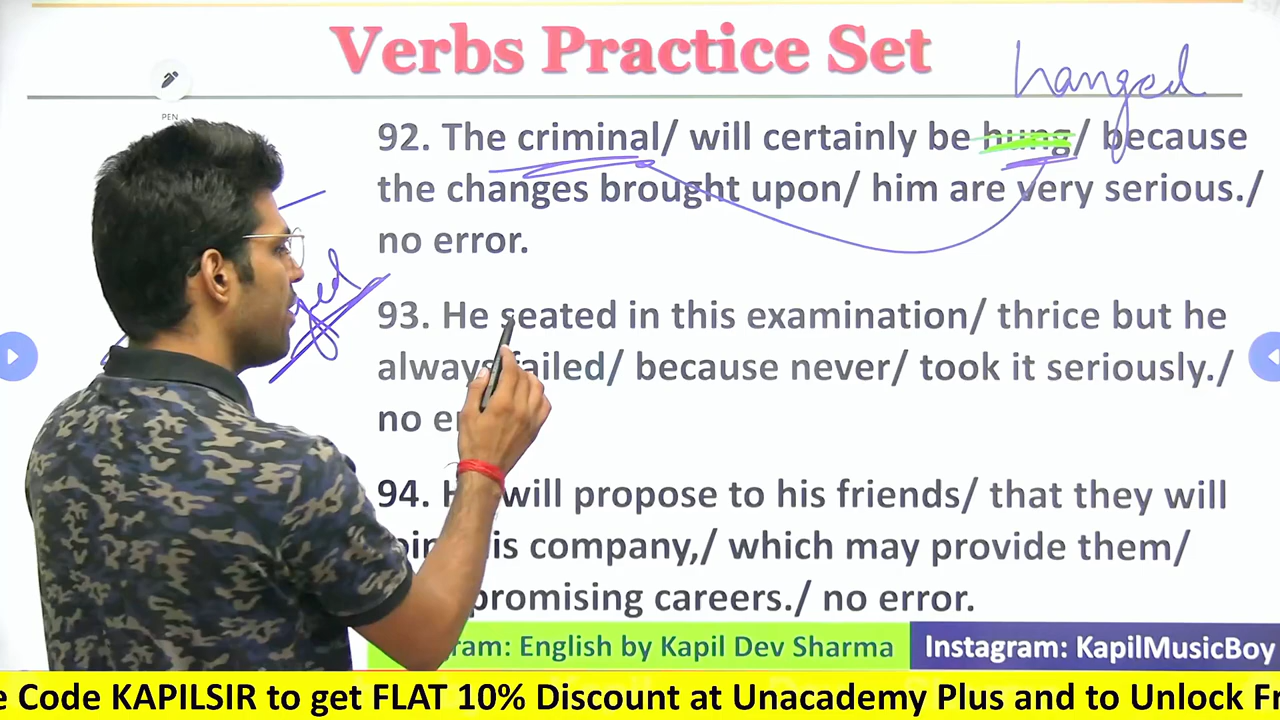 Verbs Practice Set
hanged
PEN
92. The criminal/ will certainly be hung/ because
the changes brought upon/ him are very serious./
no error.
93. He seated in this examination/ thrice but he
always failed/ because never/ took it seriously./
no
94. will propose to his friends/ that they will
company,/ which may provide them/
promising careers./ no error.
English by Kapil Dev Sharma
Instagram: KapilMusicBoy
Code KAPILSIR to get FLAT 10% Discount at Unacademy Plus and to Unlock